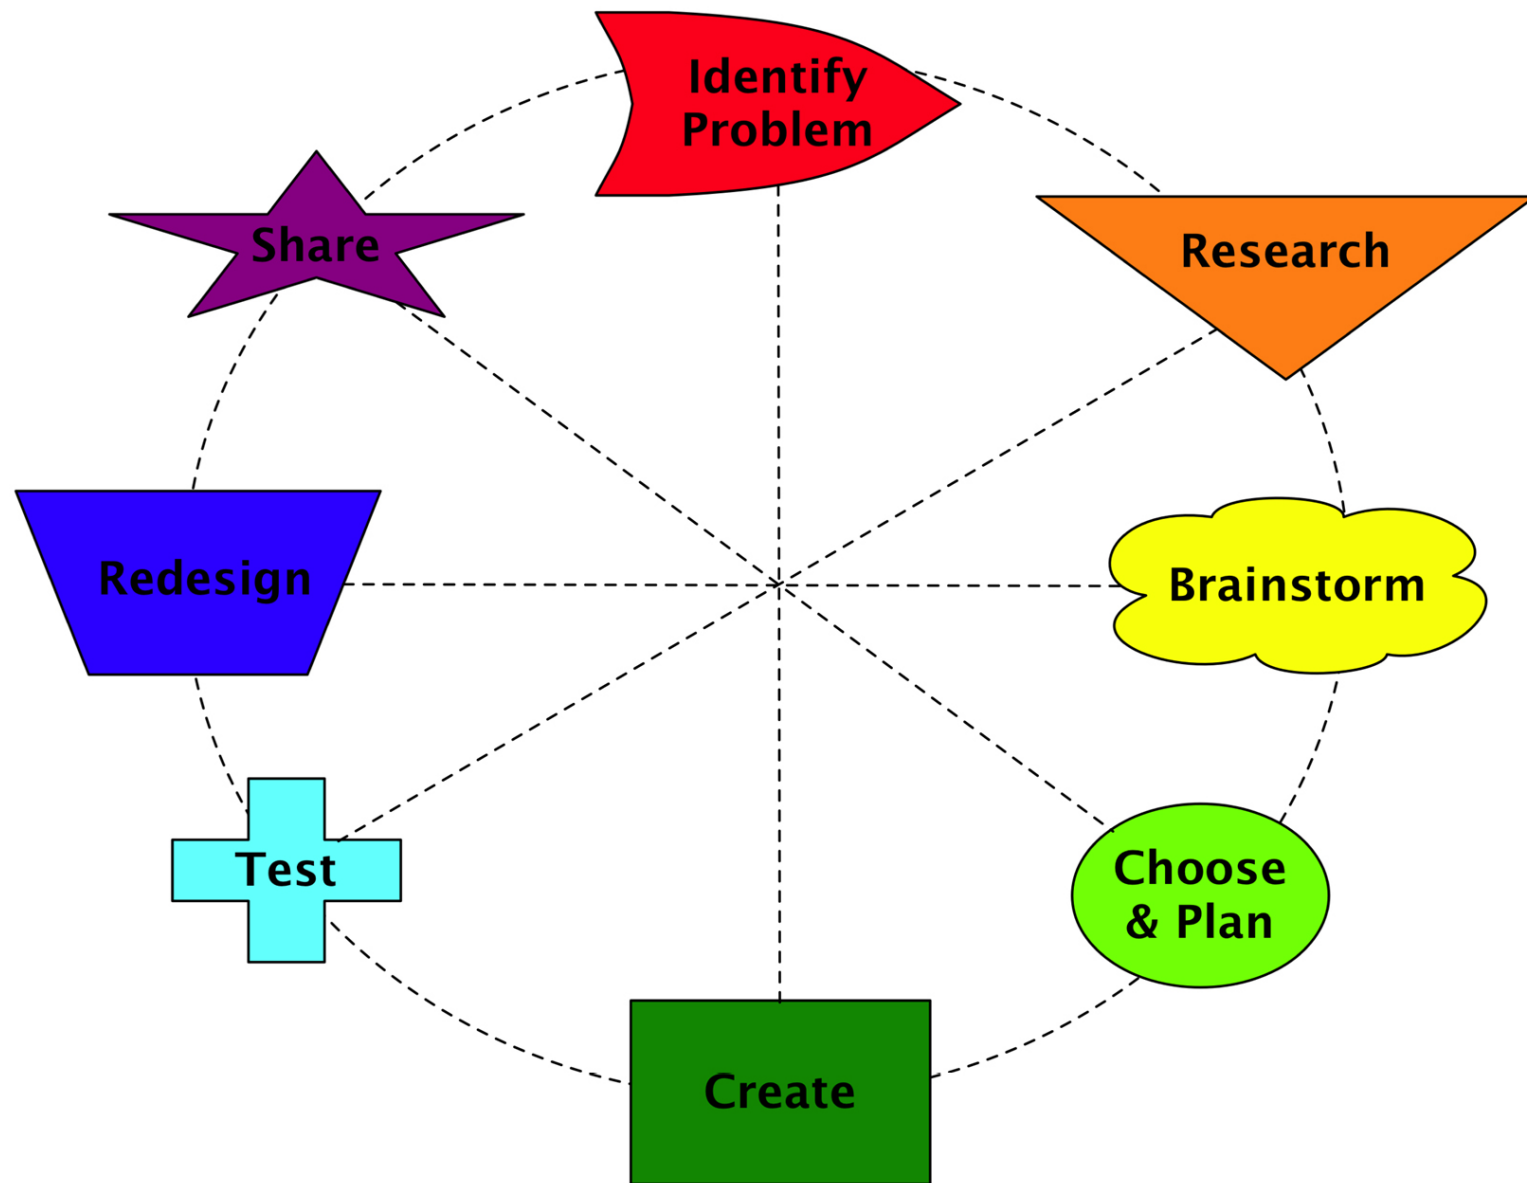 Identify
Problem
Research
Brainstorm
Choose
& Plan
Create
Test
Redesign
Share